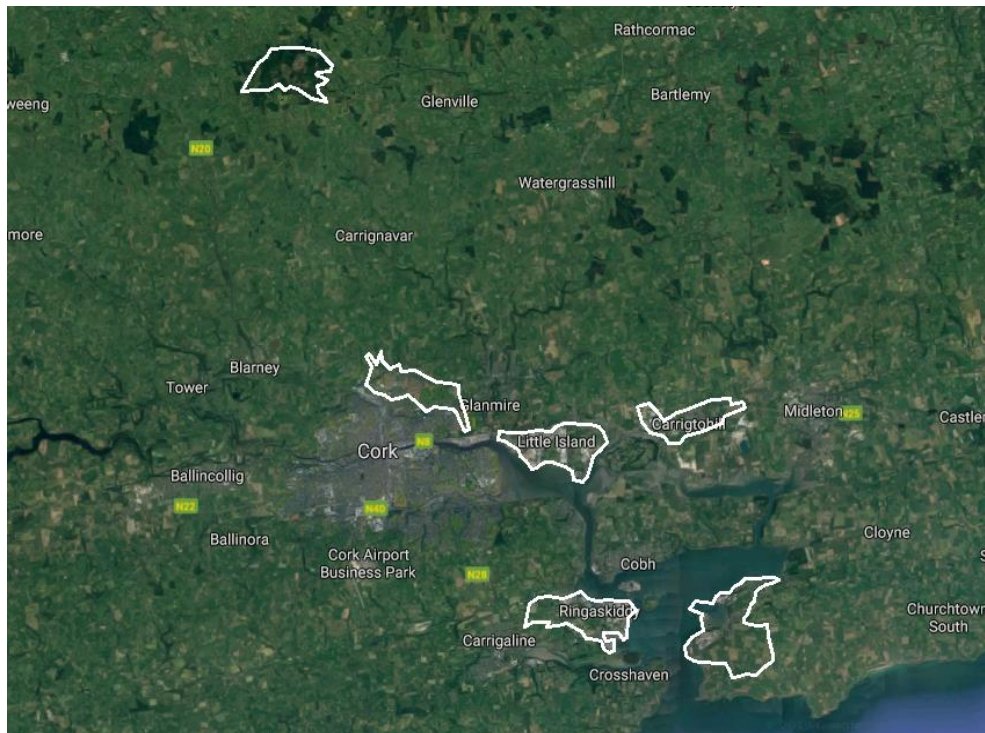 Rathcormac
Bartlemy
Glenville
weeng
N20
Watergrasshill
more
Carrignavar
Blarney
Tower
Glanmire
Carrigtohill
Midleton
N25
Castler
Cork
N8
Little Island
Ballincollig
N22
N40
Ballinora
Cork Airport
Business Park
N28
Cobh
Cloyne
Ringaskiddy
Carrigaline
Churchtown
South
Crosshaven